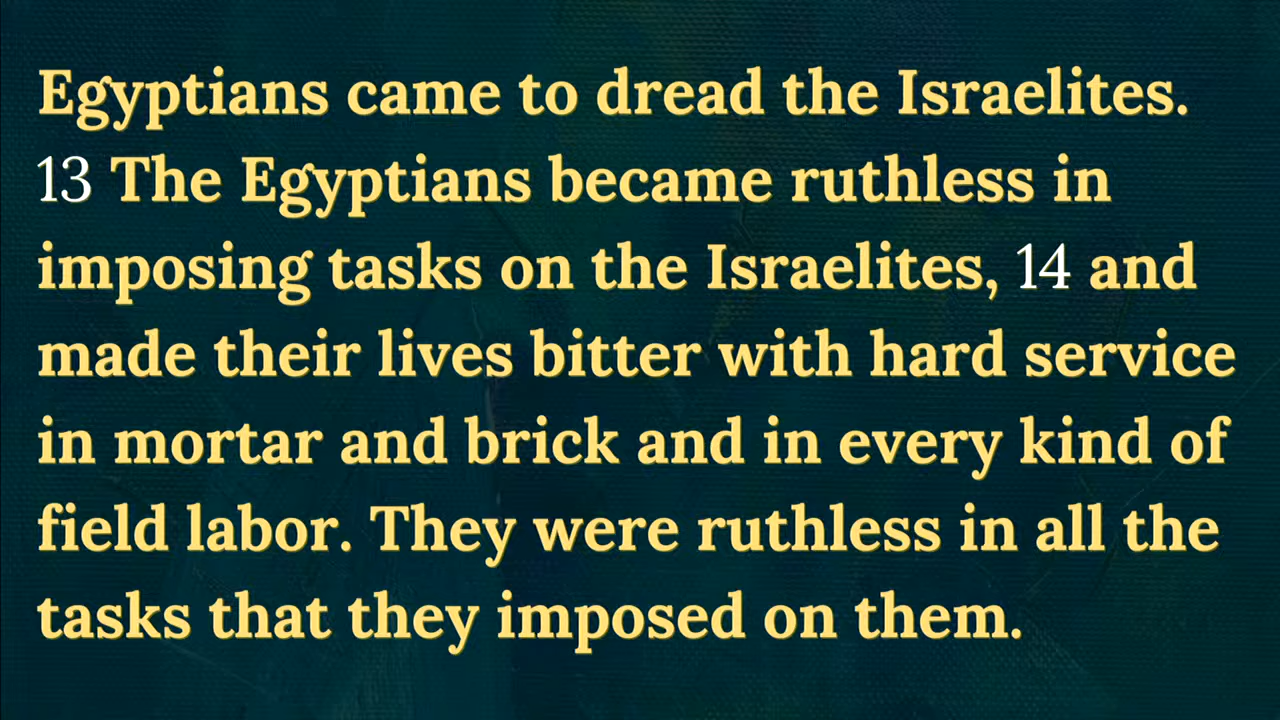 Egyptians came to dread the Israelites.
13 The Egyptians became ruthless in
imposing tasks on the Israelites, 14 and
made their lives bitter with hard service
in mortar and brick and in every kind of
field labor. They were ruthless in all the
tasks that they imposed on them.